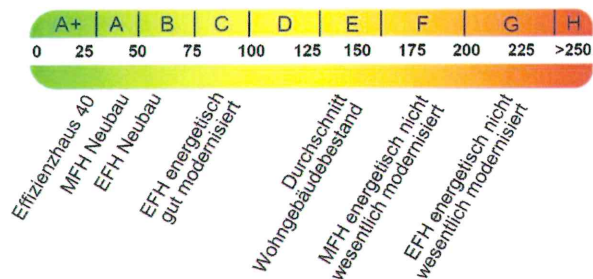 A+ A B C D E F G H
0 25 50 75 100 125 150 175 200 225 >250
Effizienzhaus 40
MFH Neubau
EFH Neubau
EFH energetisch
gut modernisiert
Durchschnitt
Wohngebäudebestand
MFH energetisch nicht
wesentlich modernisiert
EFH energetisch nicht
wesentlich modernisiert